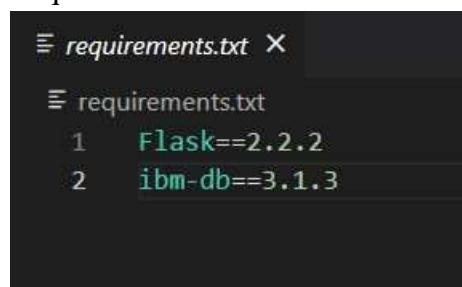 requirements.txt
requirements.txt
1 Flask==2.2.2
2 ibm-db==3.1.3